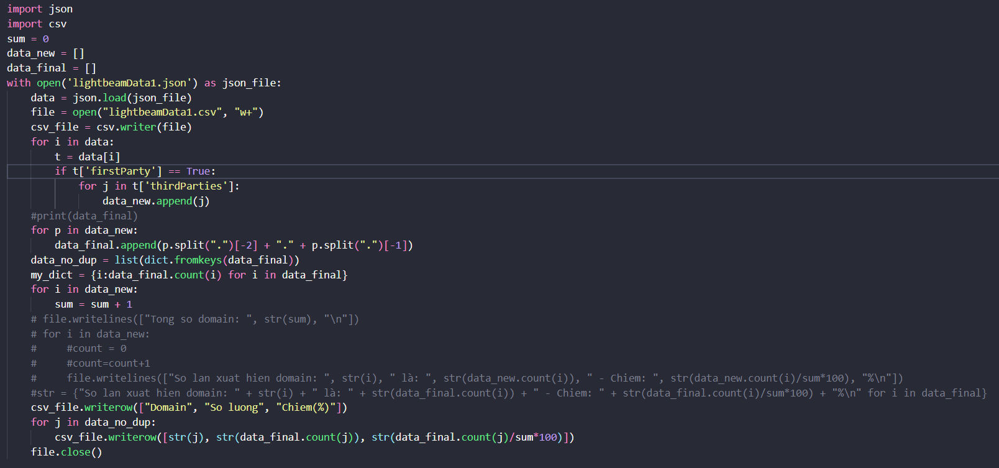 import json
import csv
sum = 0
data_new = []
data_final = []
with open('lightbeamData1.json') as json_file:
    data = json.load(json_file)
    file = open("lightbeamData1.csv", "w+")
    csv_file = csv.writer(file)
    for i in data:
        t = data[i]
        if t['firstParty'] == True:
            for j in t['thirdParties']:
                data_new.append(j)
    #print(data_final)
    for p in data_new:
        data_final.append(p.split(".")[-2] + "." + p.split(".")[-1])
    data_no_dup = list(dict.fromkeys(data_final))
    my_dict = {i:data_final.count(i) for i in data_final}
    for i in data_new:
        sum = sum + 1
    # file.writelines(["Tong so domain: ", str(sum), "\n"])
    # for i in data_new:
    #     #count = 0
    #     #count=count+1
    #     file.writelines(["So lan xuat hien domain: ", str(i), " là: ", str(data_new.count(i)), " - Chiem: ", str(data_new.count(i)/sum*100), "%\n"])
    #str = {"So lan xuat hien domain: " + str(i) + " là: " + str(data_final.count(i)) + " - Chiem: " + str(data_final.count(i)/sum*100) + "%\n" for i in data_final}
    csv_file.writerow(["Domain", "So luong", "Chiem(%)"])
    for j in data_no_dup:
        csv_file.writerow([str(j), str(data_final.count(j)), str(data_final.count(j)/sum*100)])
    file.close()